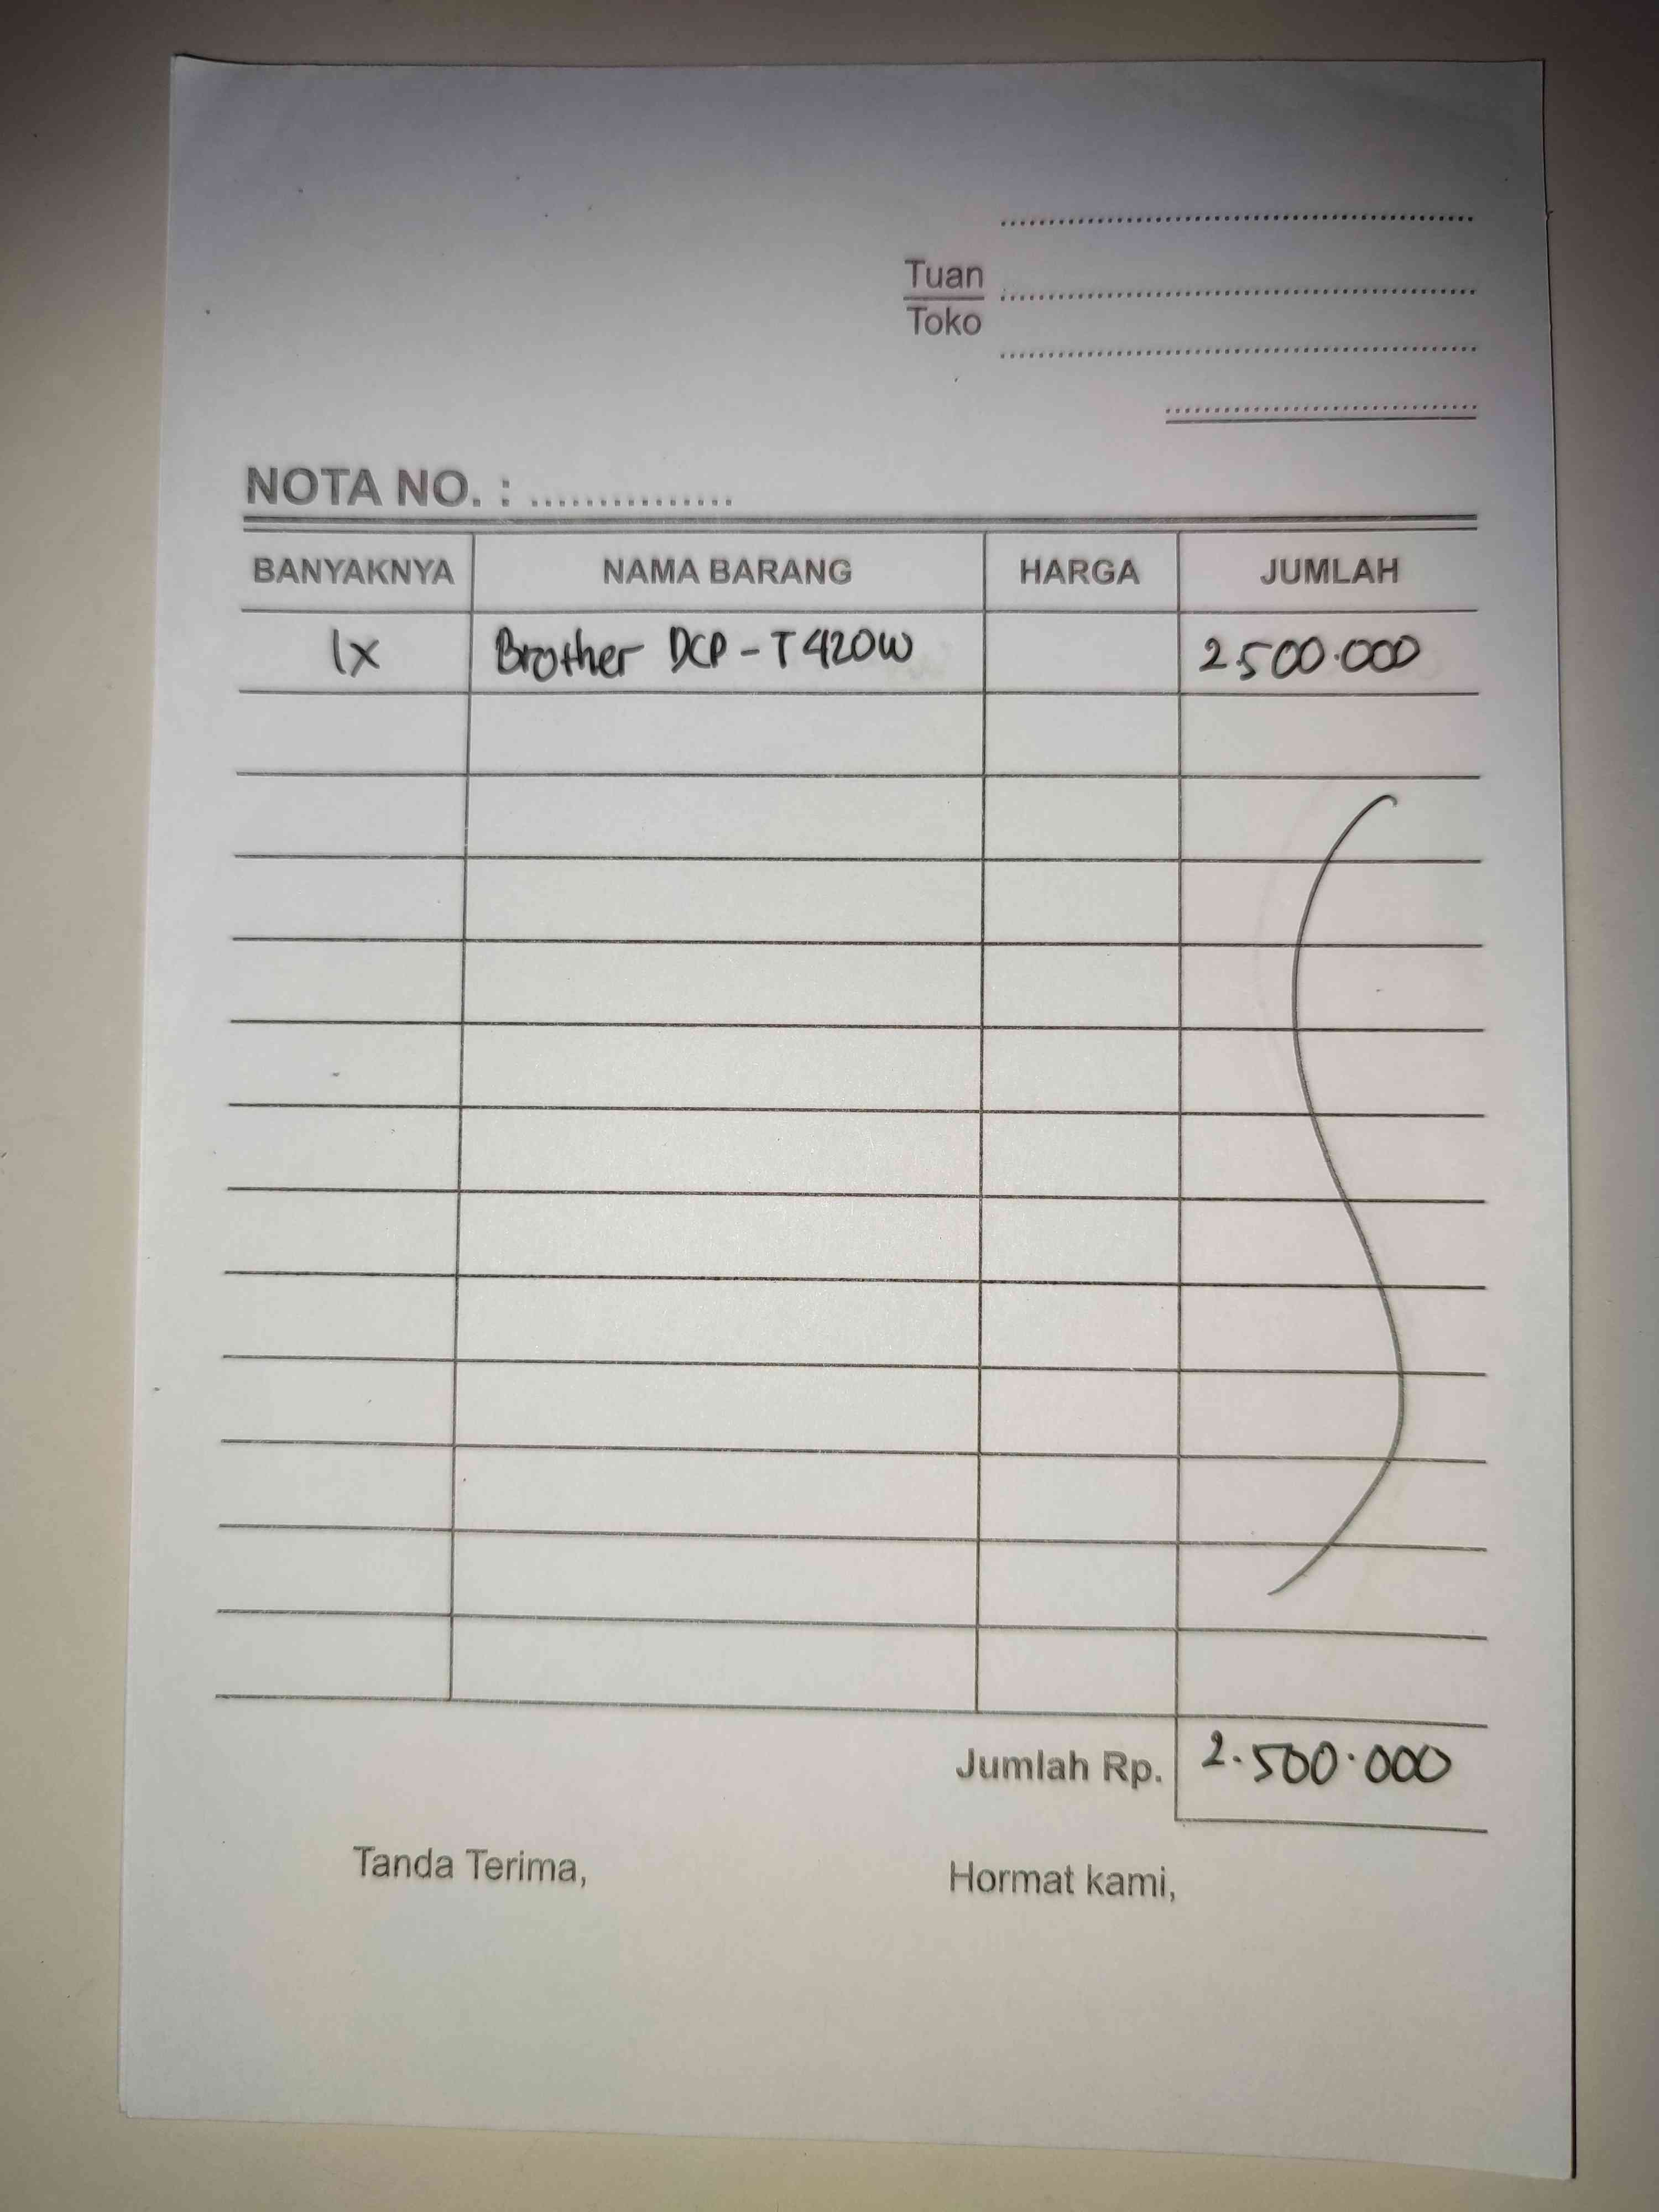 Tuan
Toko
NOTA NO. : ...............
BANYAKNYA NAMA BARANG HARGA JUMLAH
1x Brother DCP-T420W 2.500.000
Jumlah Rp. 2.500.000
Tanda Terima, Hormat kami,